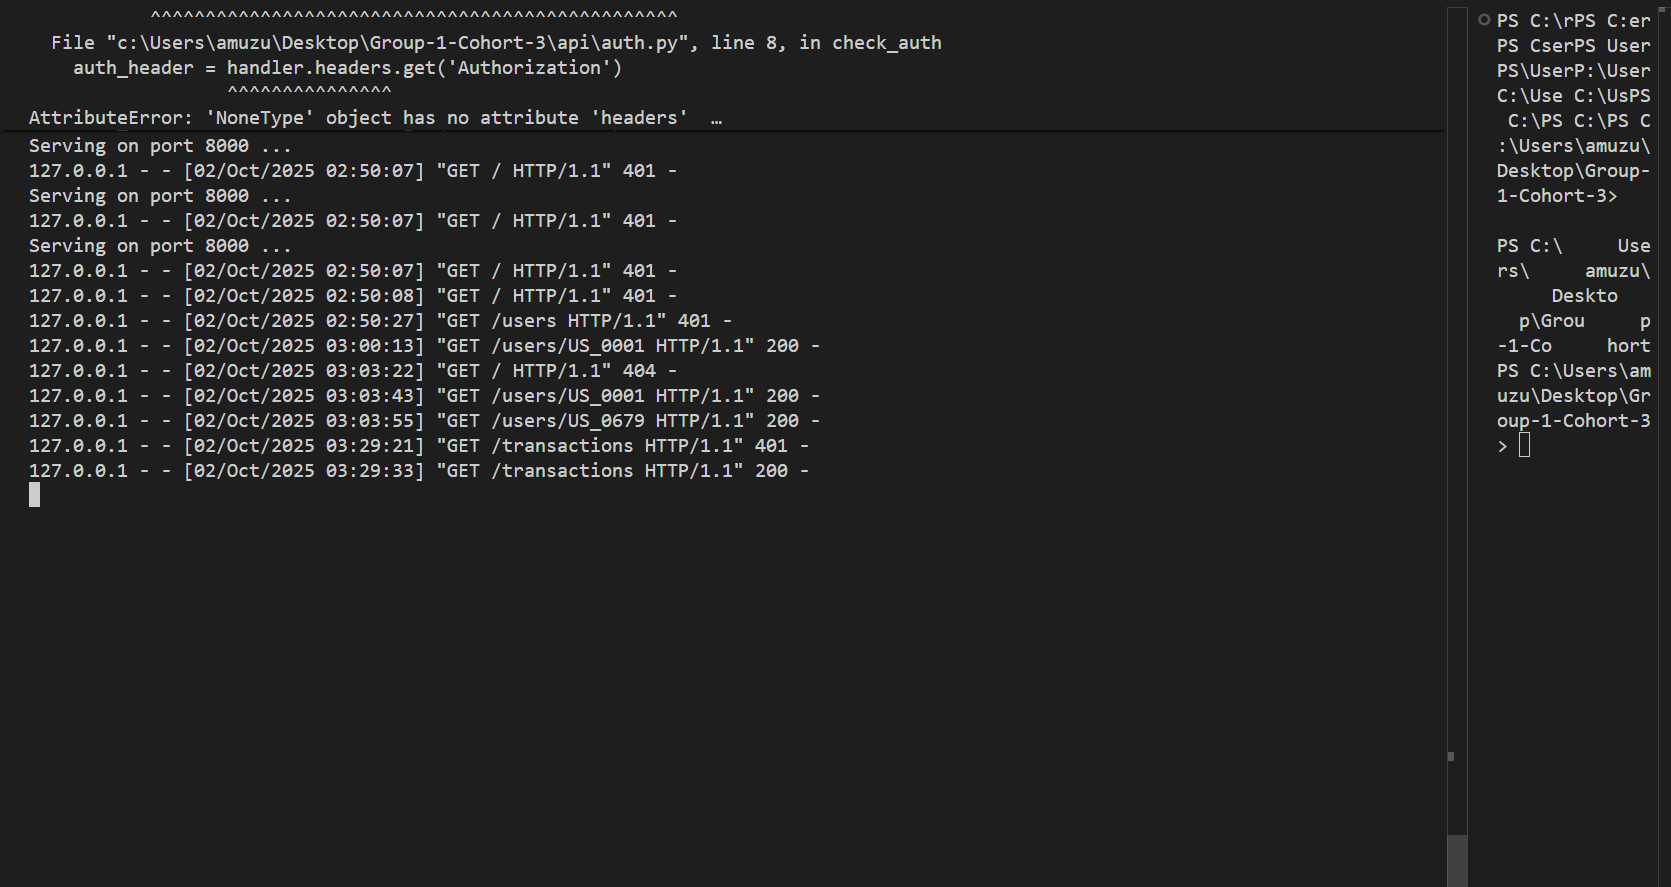 ^^^^^^^^^^^^^^^^^^^^^^^^^^^^^^^^^^^^^^^^^^^^^^^^
File "c:\Users\amuzu\Desktop\Group-1-Cohort-3\api\auth.py", line 8, in check_auth
auth_header = handler.headers.get('Authorization')
^^^^^^^^^^^^^^^
AttributeError: 'NoneType' object has no attribute 'headers' …
Serving on port 8000 ...
127.0.0.1 - - [02/Oct/2025 02:50:07] "GET / HTTP/1.1" 401 -
Serving on port 8000 ...
127.0.0.1 - - [02/Oct/2025 02:50:07] "GET / HTTP/1.1" 401 -
Serving on port 8000 ...
127.0.0.1 - - [02/Oct/2025 02:50:07] "GET / HTTP/1.1" 401 -
127.0.0.1 - - [02/Oct/2025 02:50:08] "GET / HTTP/1.1" 401 -
127.0.0.1 - - [02/Oct/2025 02:50:27] "GET /users HTTP/1.1" 401 -
127.0.0.1 - - [02/Oct/2025 03:00:13] "GET /users/US_0001 HTTP/1.1" 200 -
127.0.0.1 - - [02/Oct/2025 03:03:22] "GET / HTTP/1.1" 404 -
127.0.0.1 - - [02/Oct/2025 03:03:43] "GET /users/US_0001 HTTP/1.1" 200 -
127.0.0.1 - - [02/Oct/2025 03:03:55] "GET /users/US_0679 HTTP/1.1" 200 -
127.0.0.1 - - [02/Oct/2025 03:29:21] "GET /transactions HTTP/1.1" 401 -
127.0.0.1 - - [02/Oct/2025 03:29:33] "GET /transactions HTTP/1.1" 200 -
PS C:\rPS C:er
PS CserPS User
PS\UserP:\User
C:\Use C:\UsPS
C:\PS C:\PS C
:\Users\amuzu\
Desktop\Group-
1-Cohort-3>
PS C:\ Use
rs\ amuzu\
Deskto
p\Grou p
-1-Co hort
PS C:\Users\am
uzu\Desktop\Gr
oup-1-Cohort-3
>